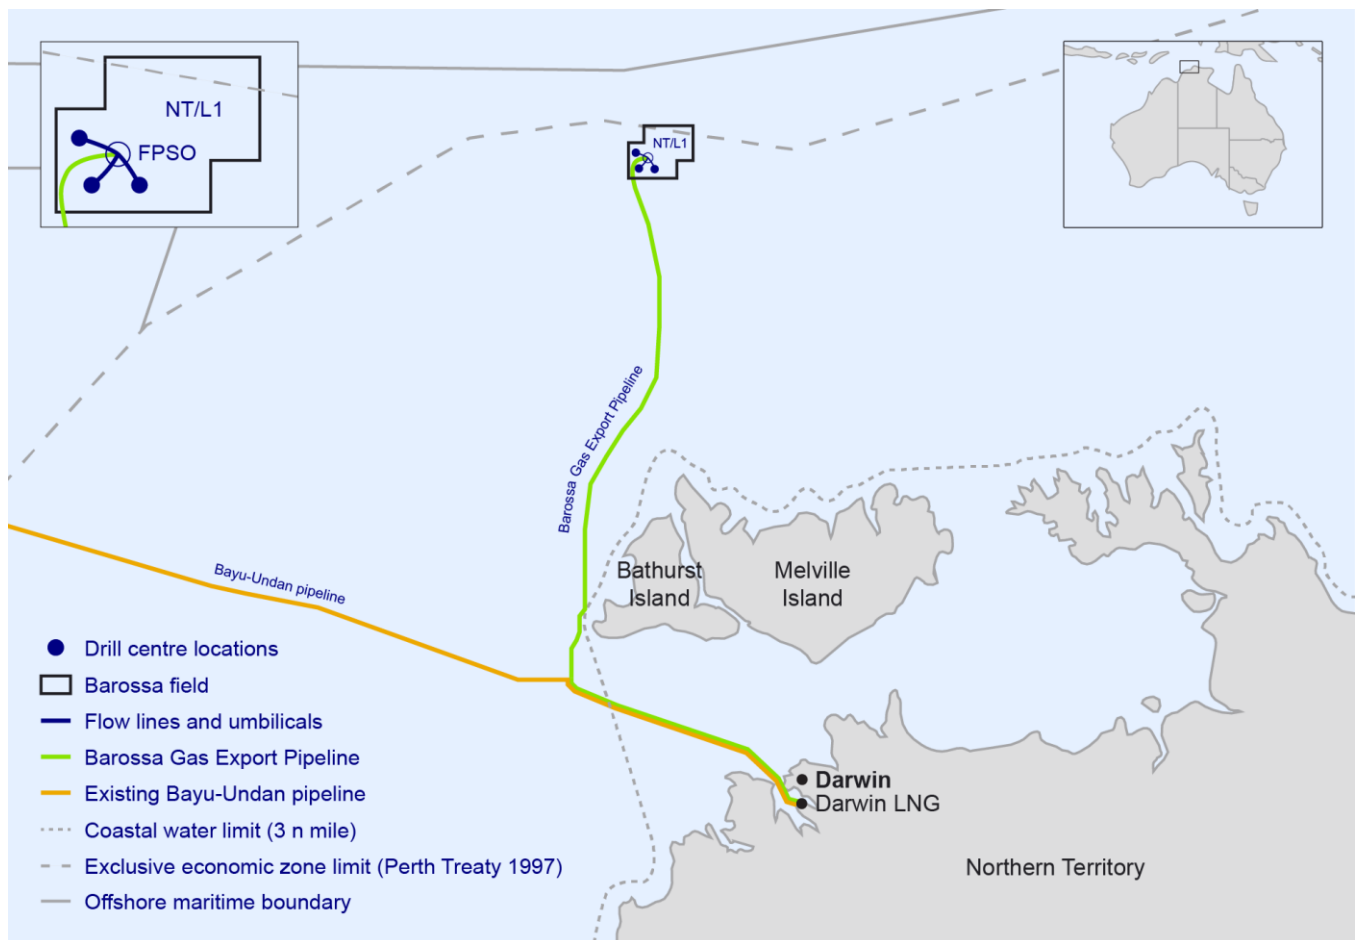 NT/L1
FPSO
NT/L1
Barossa Gas Export Pipeline
Bayu-Undan pipeline
Bathurst
Island
Melville
Island
Drill centre locations
Barossa field
Flow lines and umbilicals
Barossa Gas Export Pipeline
Existing Bayu-Undan pipeline
Coastal water limit (3 n mile)
Exclusive economic zone limit (Perth Treaty 1997)
Offshore maritime boundary
Darwin
Darwin LNG
Northern Territory